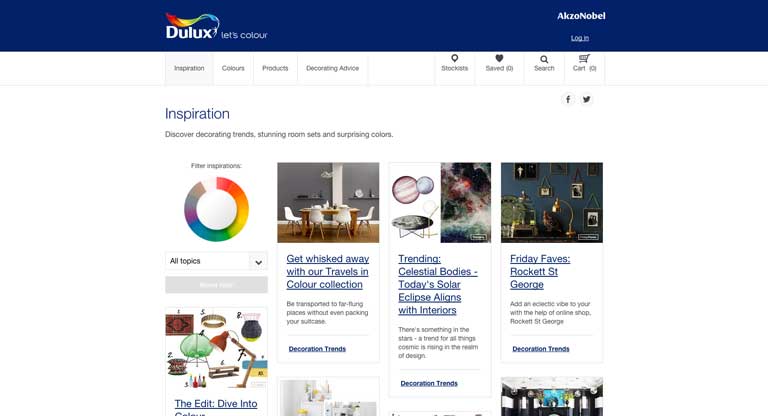 AkzoNobel
Dulux let's colour
Log in
Inspiration
Colours
Products
Decorating Advice
Stockists
Saved (0)
Search
Cart (0)
Inspiration
Discover decorating trends, stunning room sets and surprising colors.
Filter inspirations:
All topics
Get whisked away
with our Travels in
Colour collection
Be transported to far-flung
places without even packing
your suitcase.
Decoration Trends
Trending:
Celestial Bodies -
Today's Solar
Eclipse Aligns
with Interiors
There's something in the
stars - a trend for all things
cosmic is rising in the realm
of design.
Decoration Trends
Friday Faves:
Rockett St
George
Add an eclectic vibe to your
with the help of online shop,
Rockett St George
Decoration Trends
The Edit: Dive Into
Colour